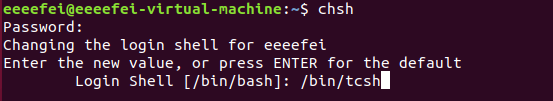 eeeefei@eeeefei-virtual-machine:~$ chsh
Password:
Changing the login shell for eeeefei
Enter the new value, or press ENTER for the default
Login Shell [/bin/bash]: /bin/tcsh